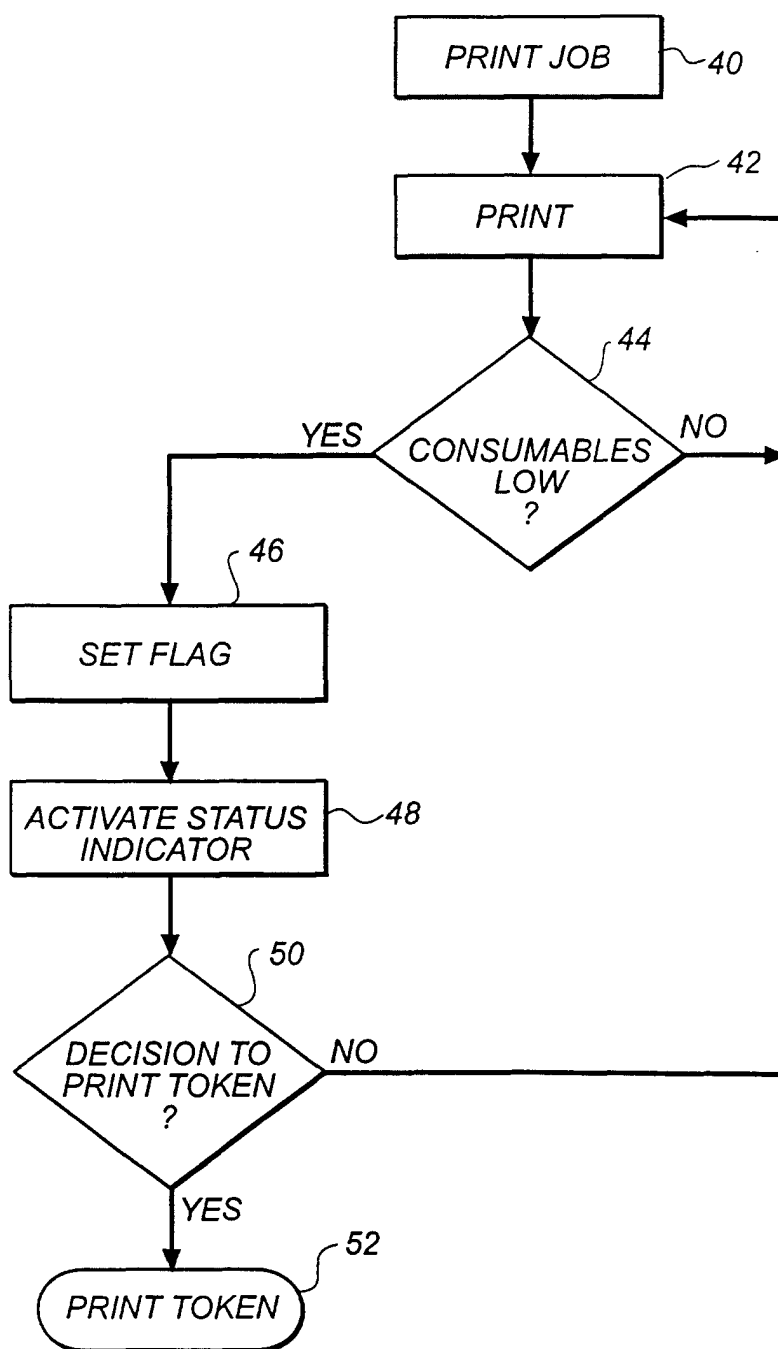 PRINT JOB
40
42
PRINT
44
YES
NO
CONSUMABLES
LOW
?
46
SET FLAG
ACTIVATE STATUS
INDICATOR
48
50
DECISION TO
PRINT TOKEN
?
NO
YES
52
PRINT TOKEN